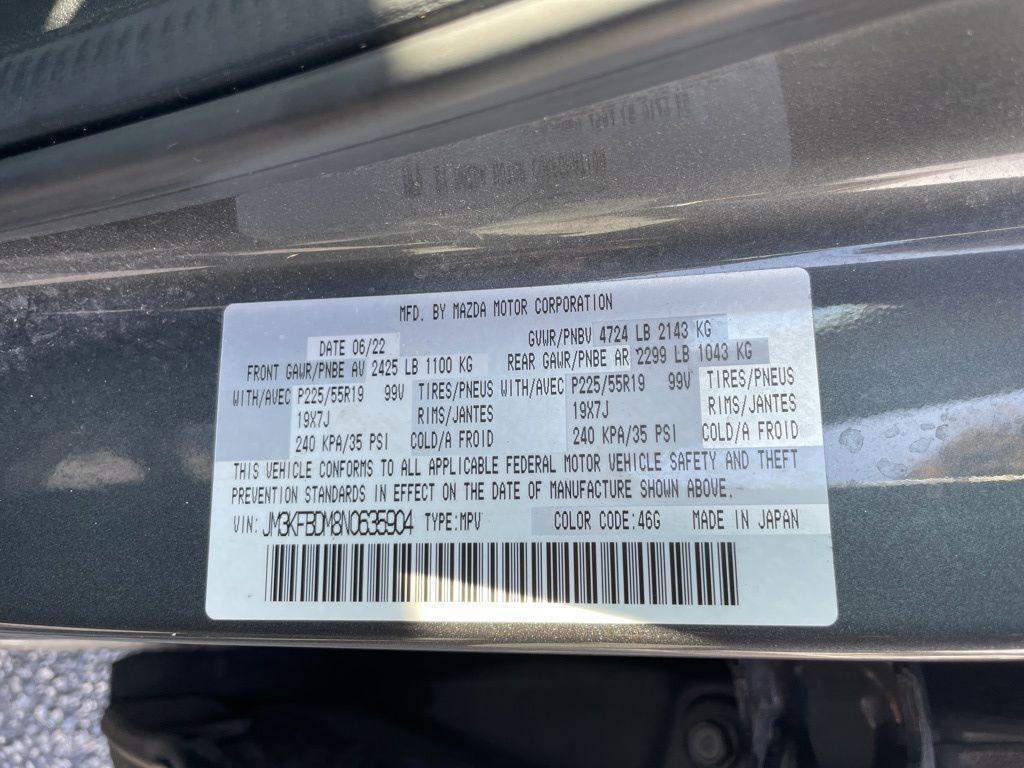 MFD. BY MAZDA MOTOR CORPORATION
DATE 06/22 GVWR/PNBV 4724 LB 2143 KG
FRONT GAWR/PNBE AV 2425 LB 1100 KG REAR GAWR/PNBE AR 2299 LB 1043 KG
WITH/AVEC P225/55R19 99V TIRES/PNEUS WITH/AVEC P225/55R19 99V TIRES/PNEUS
19X7J RIMS/JANTES 19X7J RIMS/JANTES
240 KPA/35 PSI COLD/A FROID 240 KPA/35 PSI COLD/A FROID
THIS VEHICLE CONFORMS TO ALL APPLICABLE FEDERAL MOTOR VEHICLE SAFETY AND THEFT
PREVENTION STANDARDS IN EFFECT ON THE DATE OF MANUFACTURE SHOWN ABOVE.
VIN: JM3KFBDM8N0635904 TYPE:MPV COLOR CODE:46G MADE IN JAPAN